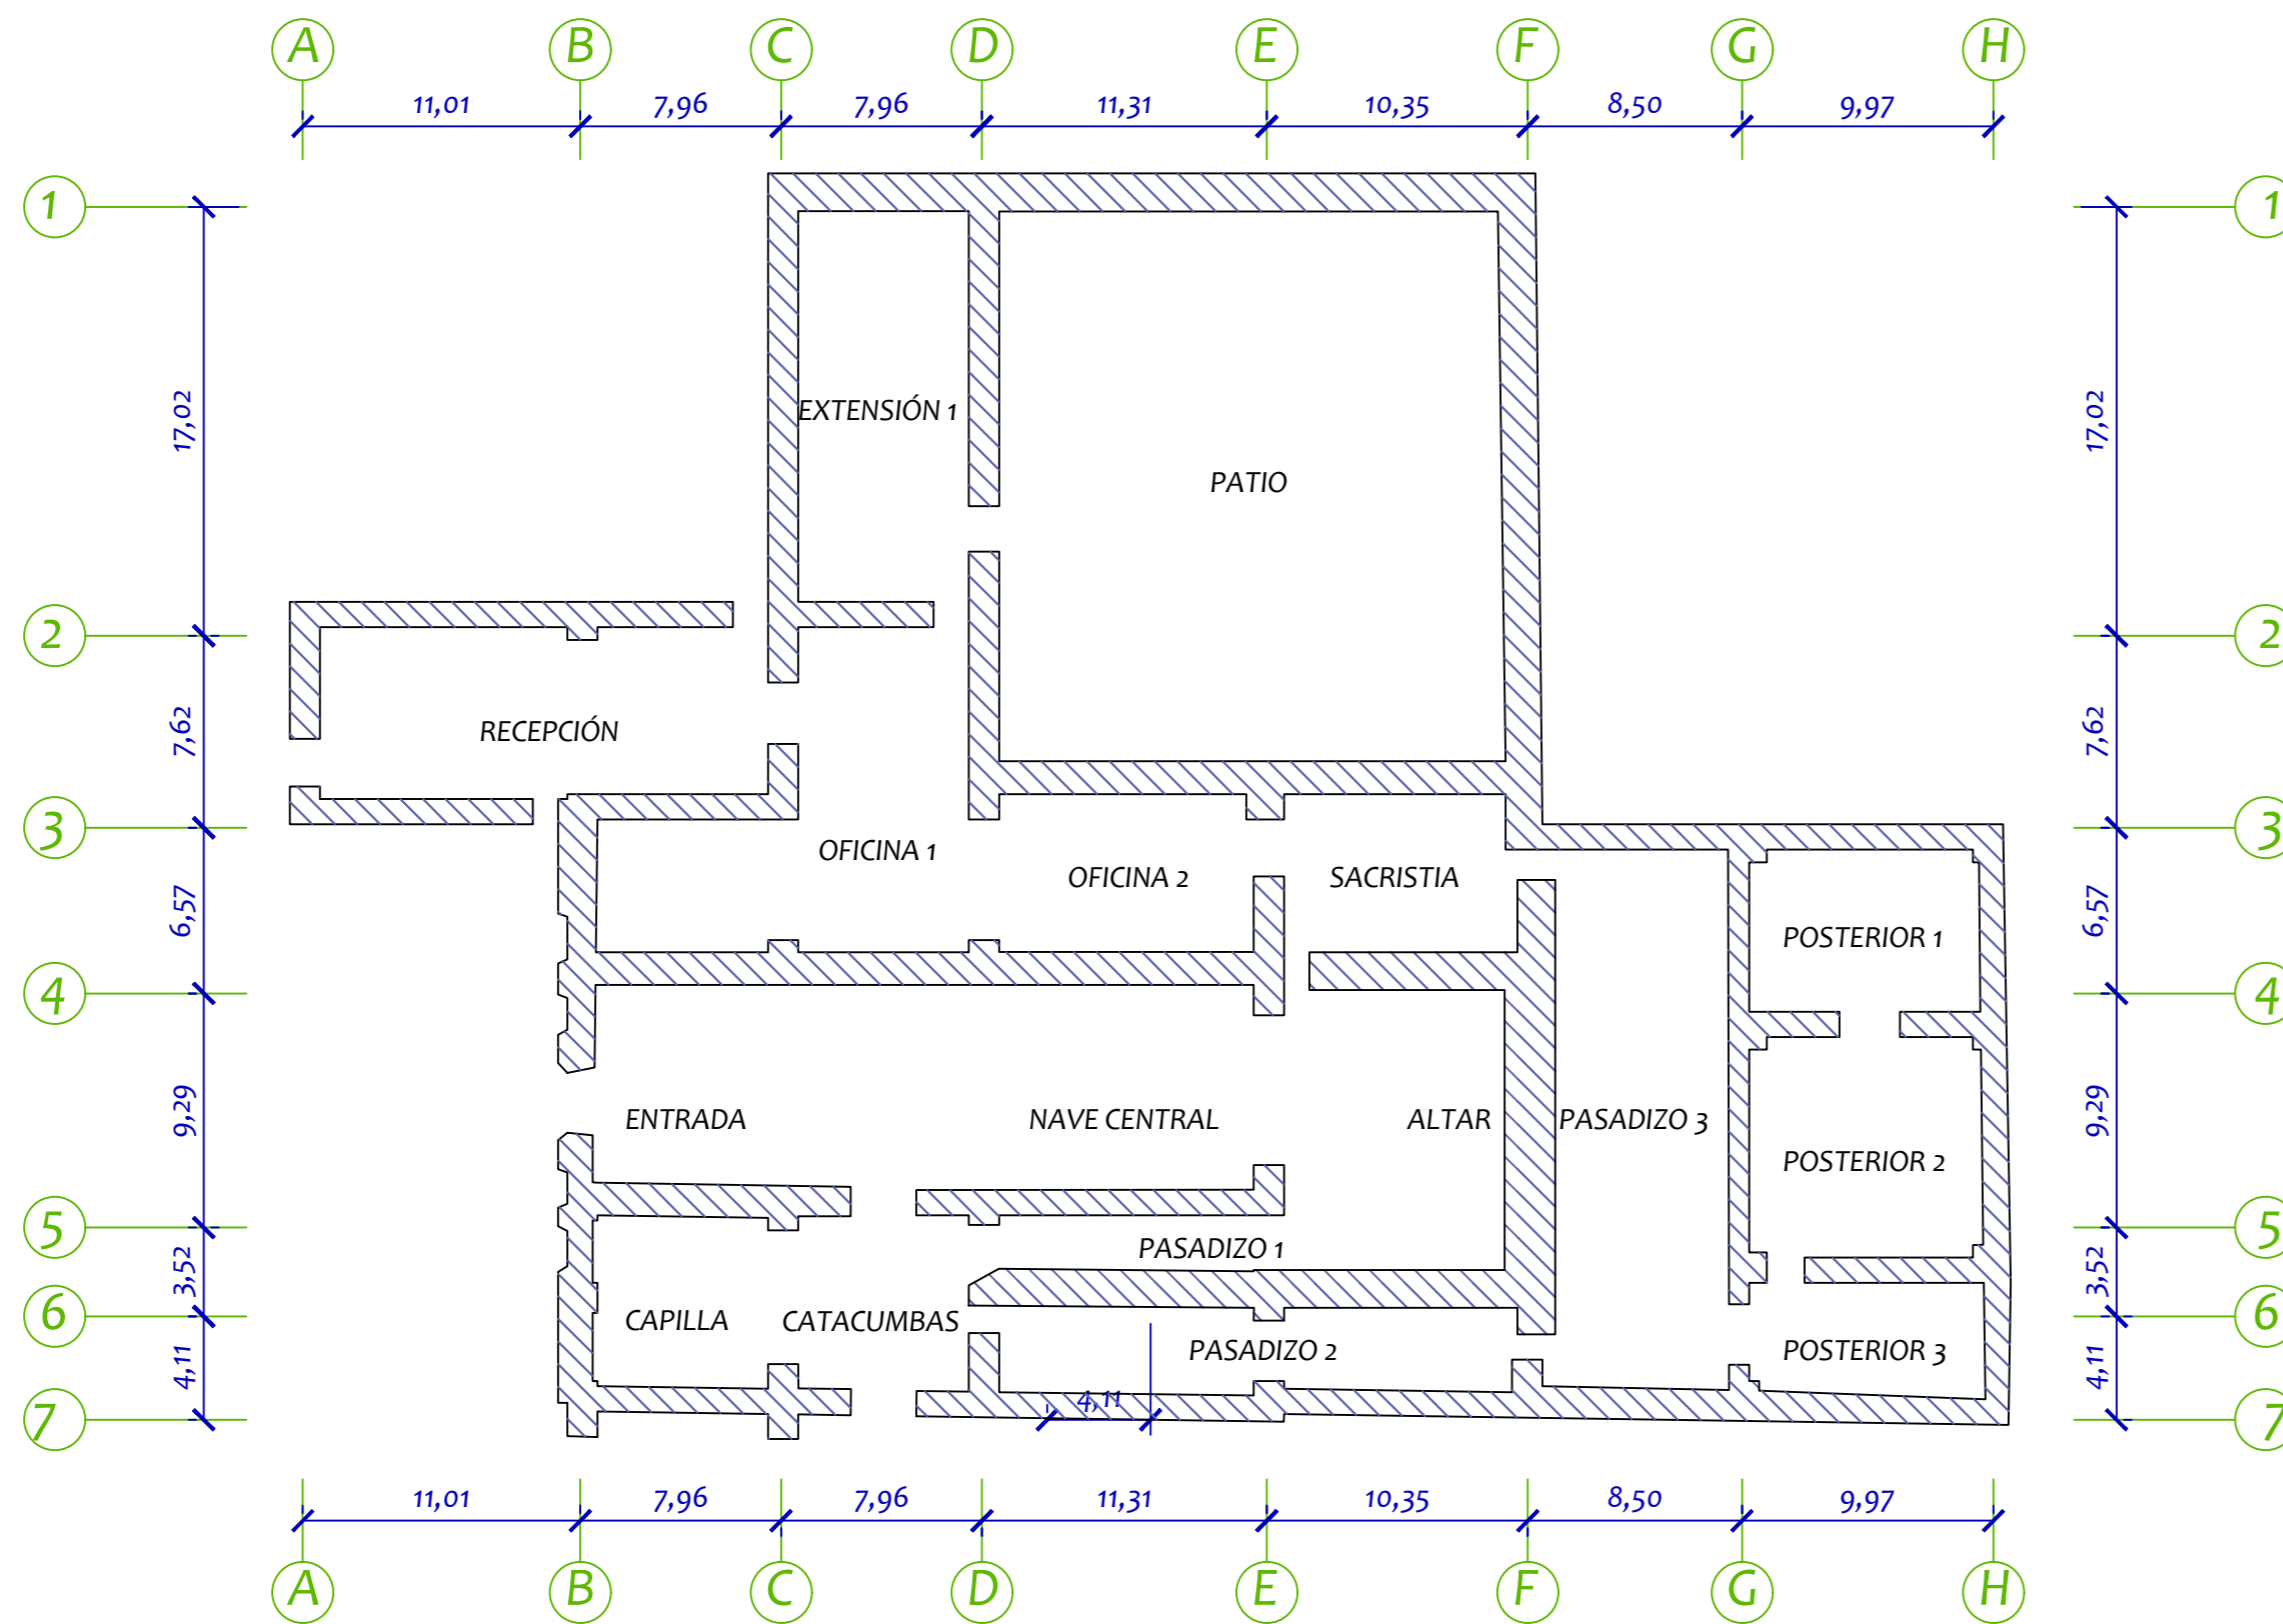 A B C D E F G H
11,01 7,96 7,96 11,31 10,35 8,50 9,97
1 1
17,02 17,02
EXTENSIÓN 1
PATIO
2 2
7,62 7,62
RECEPCIÓN
3 3
OFICINA 1
OFICINA 2 SACRISTIA
6,57 6,57
POSTERIOR 1
4 4
9,29 9,29
ENTRADA NAVE CENTRAL ALTAR PASADIZO 3
POSTERIOR 2
5 5
PASADIZO 1
3,52 3,52
6 6
CAPILLA CATACUMBAS
PASADIZO 2 POSTERIOR 3
4,11 4,11
4,11
7 7
11,01 7,96 7,96 11,31 10,35 8,50 9,97
A B C D E F G H